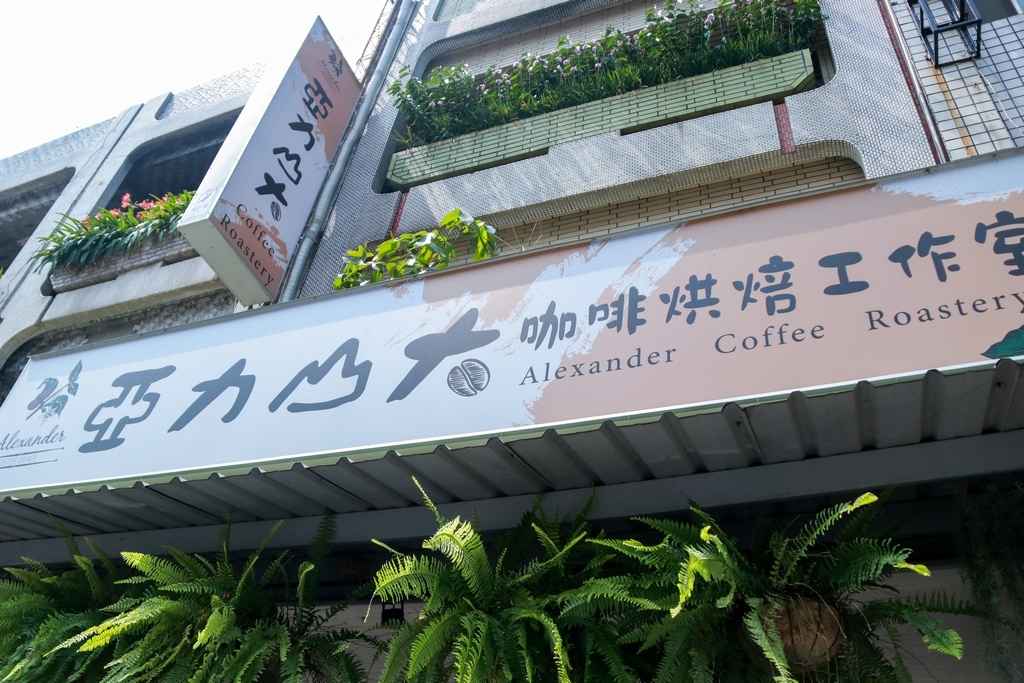 亞力山大
Coffee
Roastery
Alexander
亞力山大
咖啡烘焙工作室
Alexander Coffee Roastery